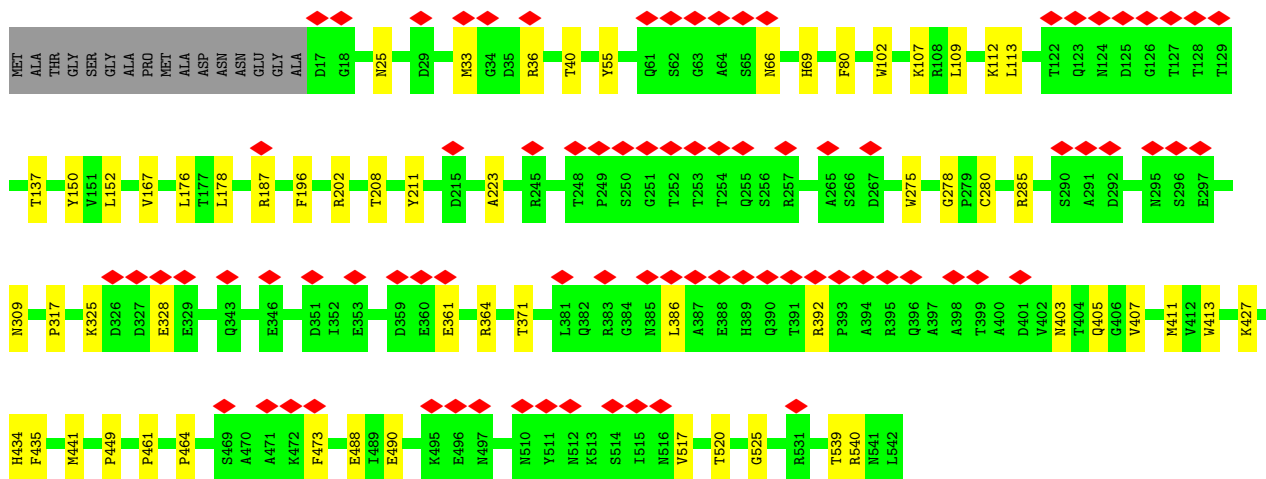 MET ALA THR GLY SER GLY ALA PRO MET ALA ASP ASN ASN GLU GLY ALA D17 G18 N25 D29 M33 G34 D35 R36 T40 Y55 Q61 S62 G63 A64 S65 N66 H69 F80 W102 K107 R108 L109 K112 L113 T122 Q123 N124 D125 G126 T127 T128 T129
T137 Y150 V151 L152 V167 L176 T177 L178 R187 F196 R202 T208 Y211 D215 A223 R245 T248 P249 S250 G251 T252 T253 T254 Q255 S256 R257 A265 S266 D267 W275 G278 P279 C280 R285 S290 A291 D292 N295 S296 E297
N309 P317 K325 D326 D327 E328 E329 Q343 E346 D351 I352 E353 D359 E360 E361 R364 T371 L381 Q382 R383 G384 N385 L386 A387 E388 H389 Q390 T391 R392 P393 A394 R395 Q396 A397 A398 T399 A400 D401 V402 N403 T404 Q405 G406 V407 M411 V412 W413 K427
H434 F435 M441 P449 P461 P464 S469 A470 A471 K472 F473 E488 I489 E490 K495 E496 N497 N510 Y511 N512 K513 S514 I515 N516 V517 T520 G525 R531 T539 R540 N541 L542